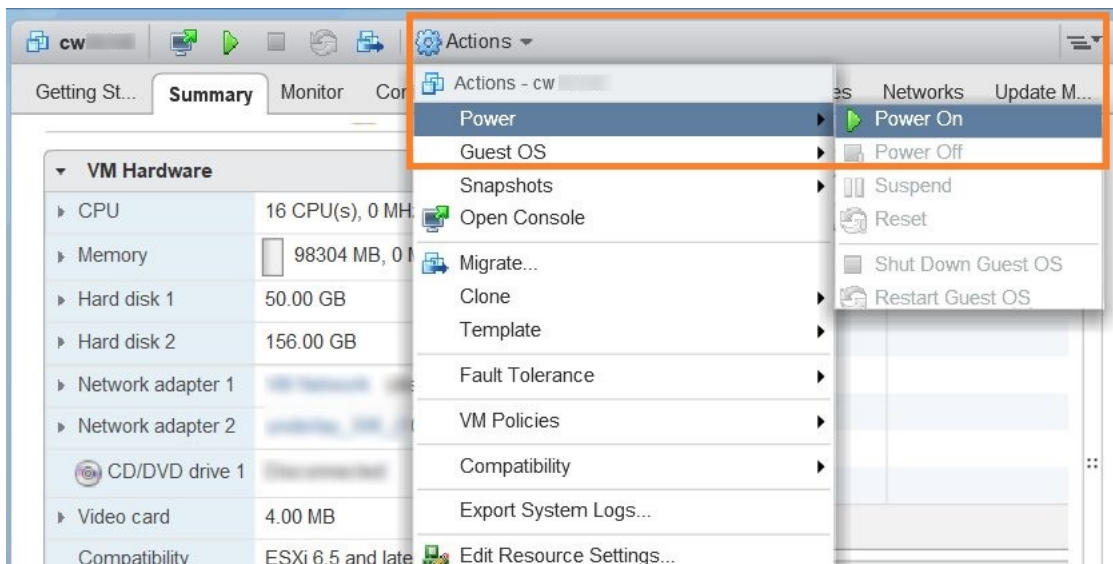 cw
Actions
Getting St...
Summary
Monitor
Actions - cw
Networks
Update M...
Power
Power On
Guest OS
Power Off
Snapshots
Suspend
Open Console
Reset
Migrate...
Shut Down Guest OS
Clone
Restart Guest OS
Template
Fault Tolerance
VM Policies
Compatibility
Export System Logs...
Edit Resource Settings...
VM Hardware
CPU
16 CPU(s), 0 MH
Memory
98304 MB, 0
Hard disk 1
50.00 GB
Hard disk 2
156.00 GB
Network adapter 1
Network adapter 2
CD/DVD drive 1
Video card
4.00 MB
Compatibility
ESXi 6.5 and late